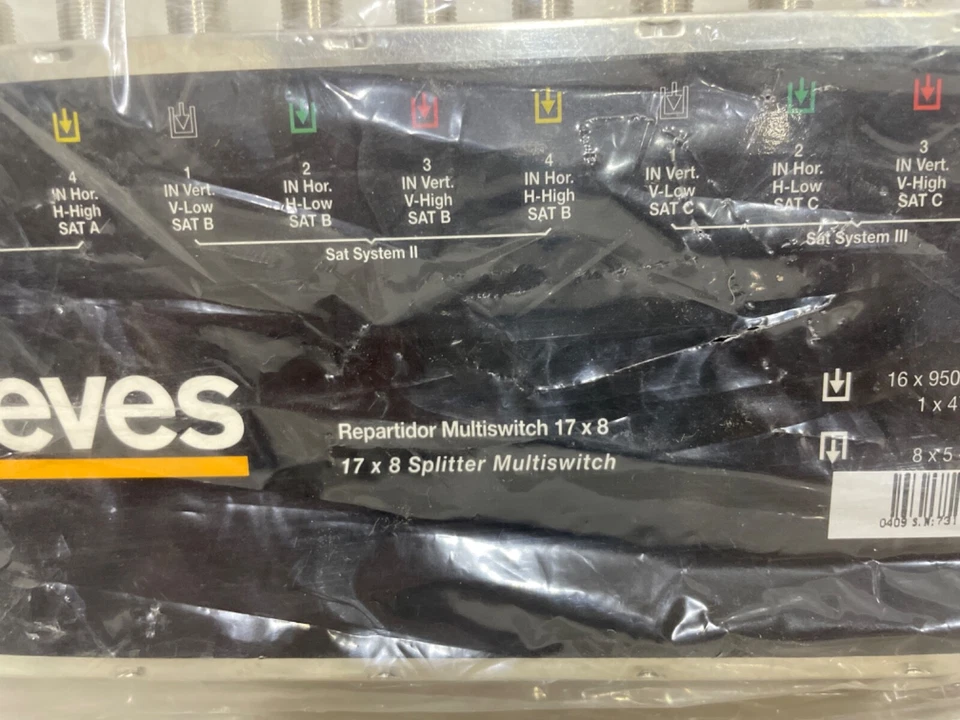 4
IN Hor.
H-High
SAT A
1
IN Vert.
V-Low
SAT B
2
IN Hor.
H-Low
SAT B
3
IN Vert.
V-High
SAT B
4
IN Hor.
H-High
SAT B
1
IN Vert.
V-Low
SAT C
2
IN Hor.
H-Low
SAT C
3
IN Vert.
V-High
SAT C
Sat System II
Sat System III
eves
Repartidor Multiswitch 17 x 8
17 x 8 Splitter Multiswitch
16 x 950
1 x 4
8 x 5
0409 S.N:731